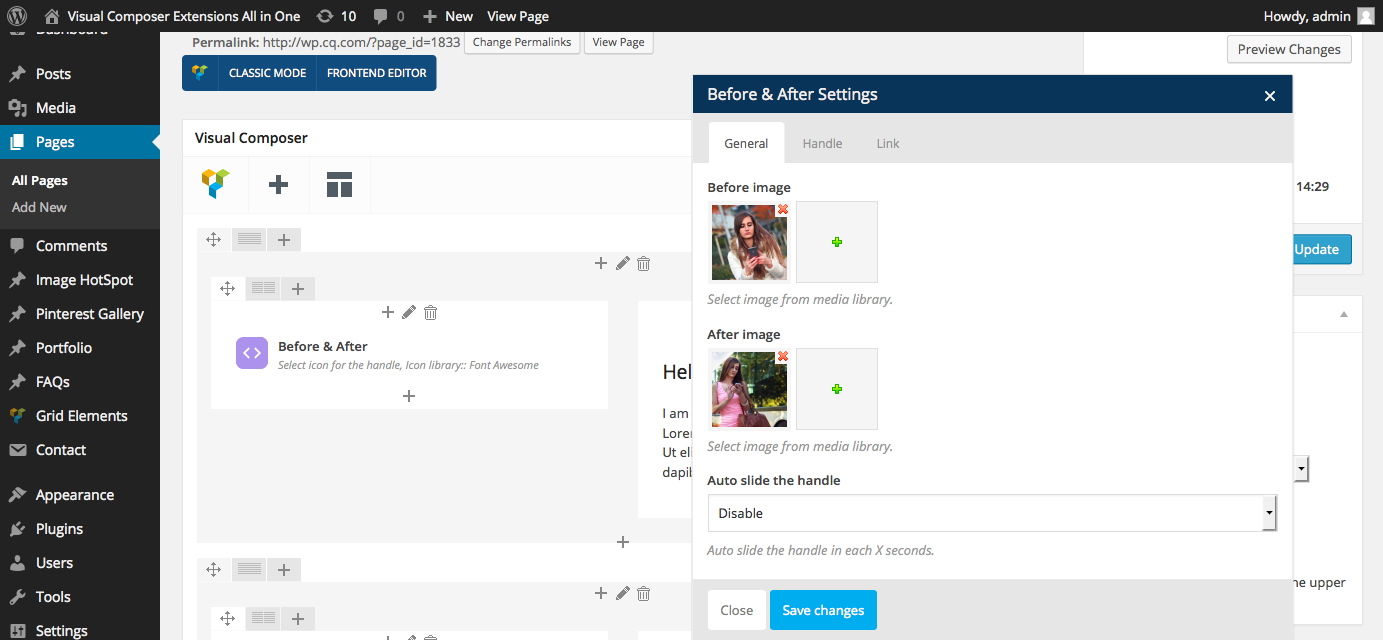 Visual Composer Extensions All in One 10 0 New View Page Howdy, admin
Dashboard
Posts
Media
Pages
All Pages
Add New
Comments
Image HotSpot
Pinterest Gallery
Portfolio
FAQs
Grid Elements
Contact
Appearance
Plugins
Users
Tools
Settings
Permalink: http://wp.cq.com/?page_id=1833 Change Permalinks View Page
CLASSIC MODE FRONTEND EDITOR
Visual Composer
Before & After
Select icon for the handle, Icon library:: Font Awesome
Hel
I am
Lorem
Ut eli
dapib
Before & After Settings
General Handle Link
Before image
Select image from media library.
After image
Select image from media library.
Auto slide the handle
Disable
Auto slide the handle in each X seconds.
Close Save changes
Preview Changes
14:29
Update
he upper